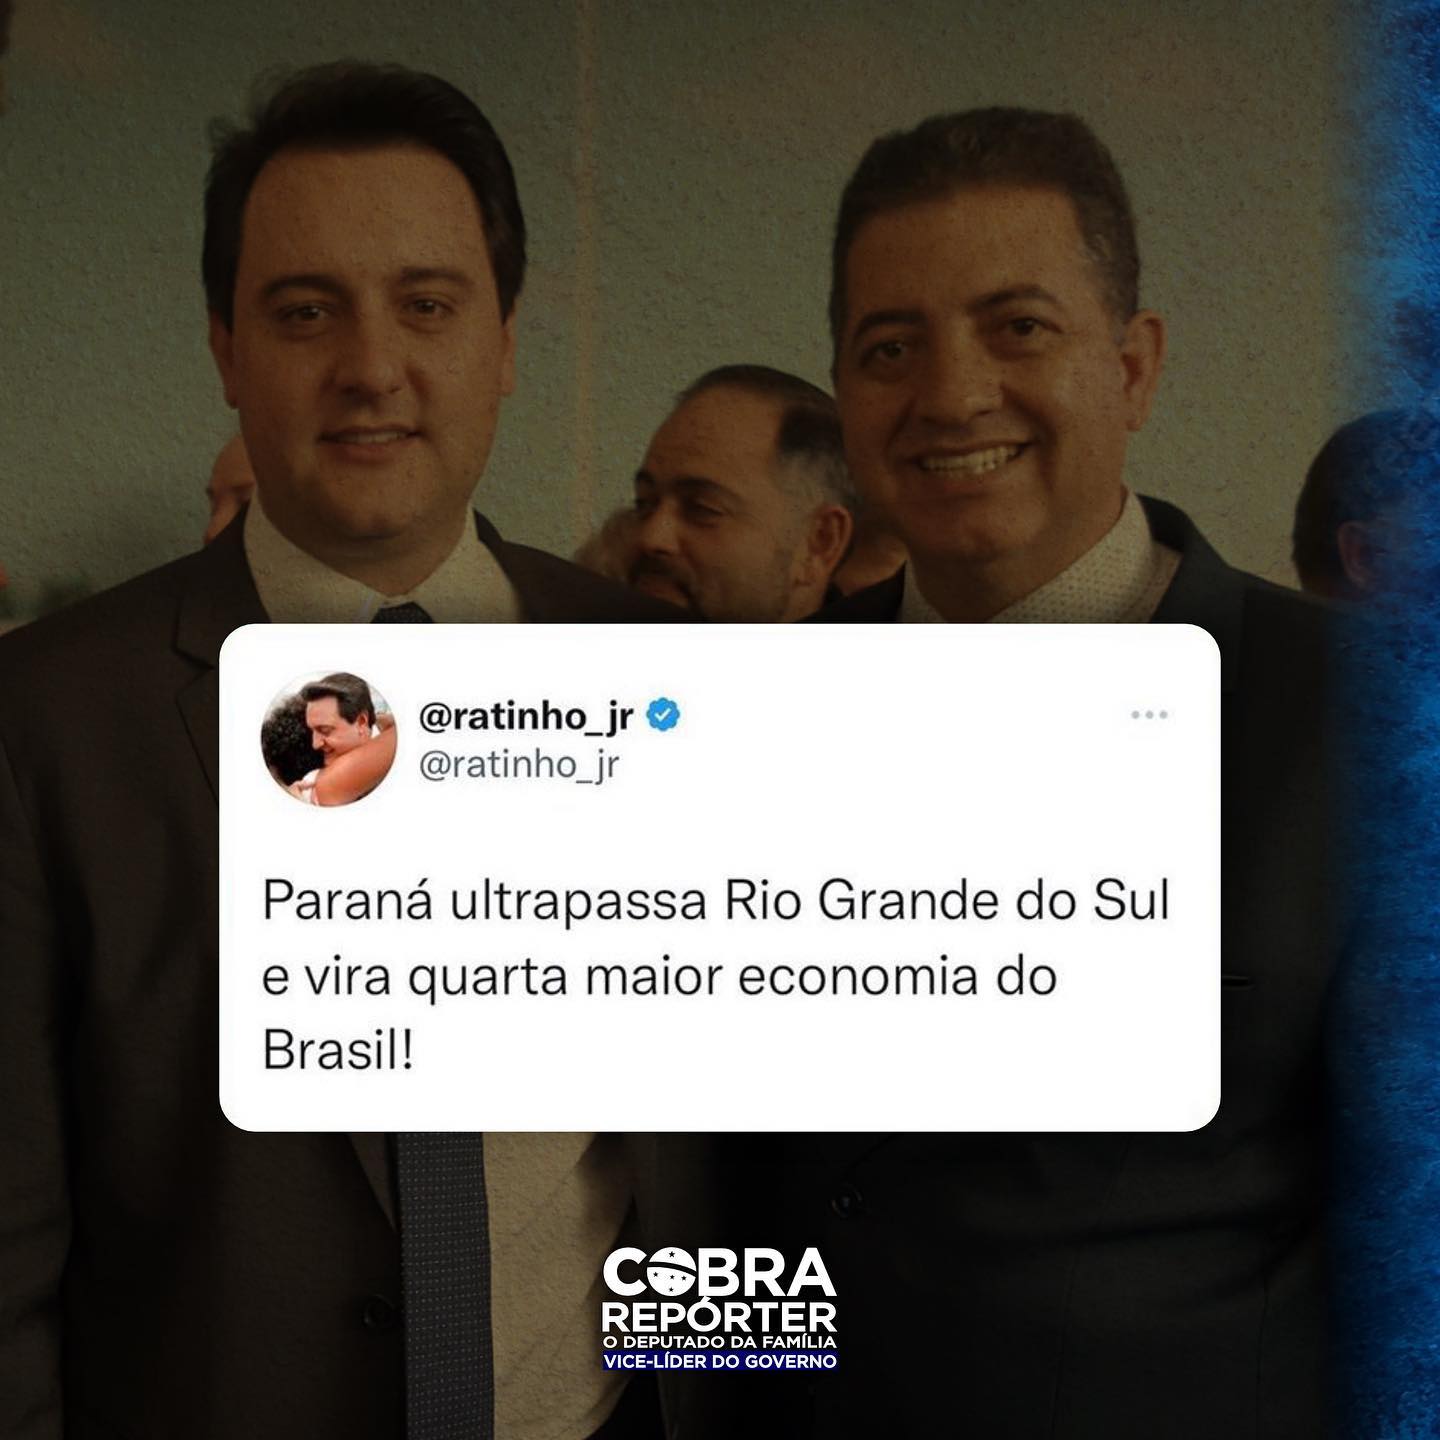 @ratinho_jr
@ratinho_jr
Paraná ultrapassa Rio Grande do Sul
e vira quarta maior economia do
Brasil!
COBRA
REPÓRTER
O DEPUTADO DA FAMÍLIA
VICE-LÍDER DO GOVERNO